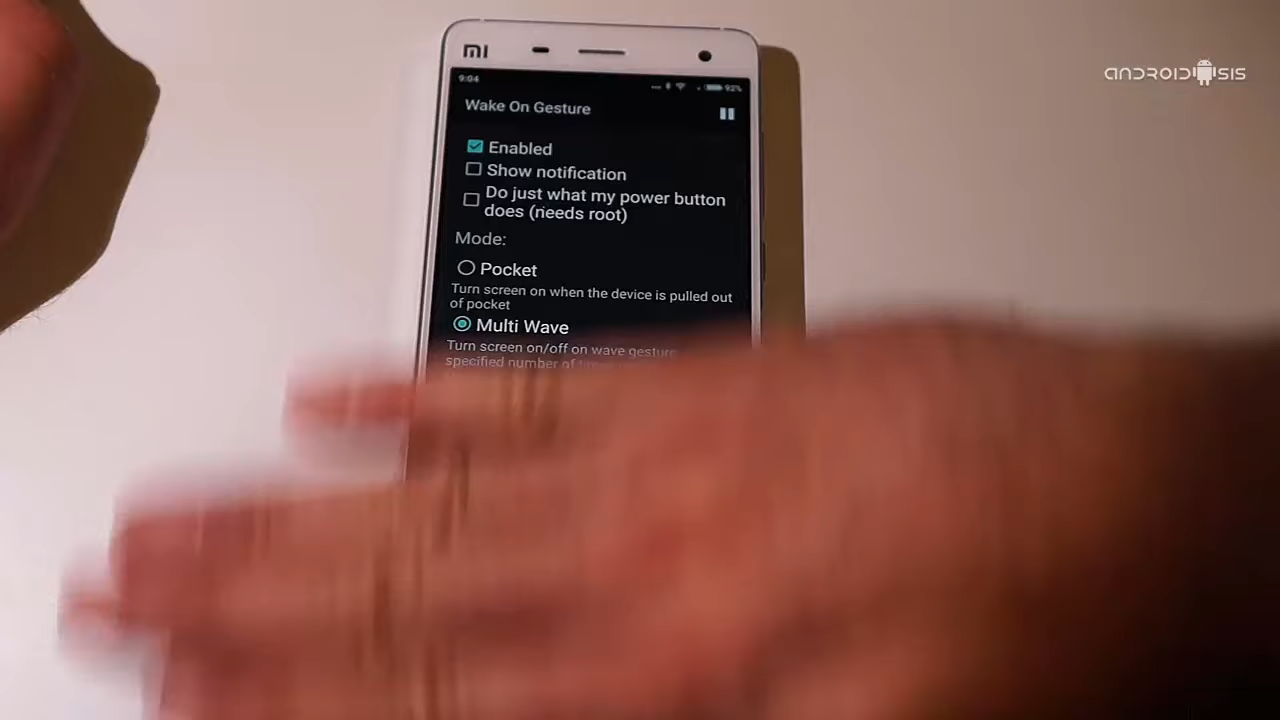 mi
ANDROIDSIS
9:04
92%
Wake On Gesture
Enabled
Show notification
Do just what my power button
does (needs root)
Mode:
Pocket
Turn screen on when the device is pulled out
of pocket
Multi Wave
Turn screen on/off on wave gesture
specified number of